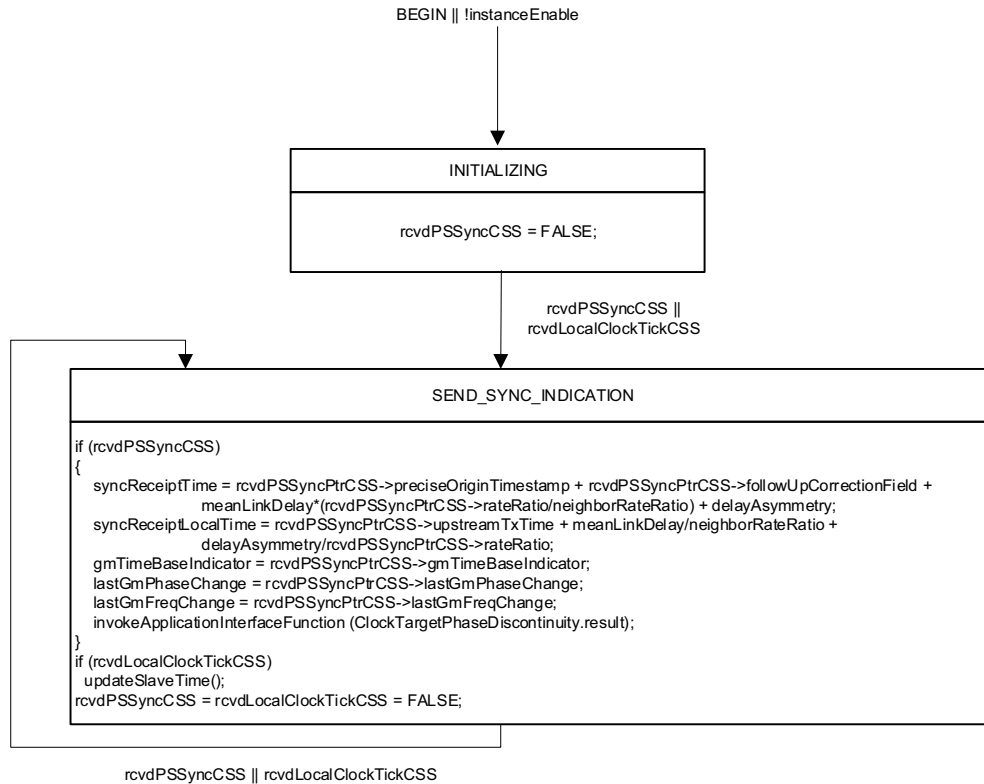 BEGIN || !instanceEnable
INITIALIZING
rcvdPSSyncCSS = FALSE;
rcvdPSSyncCSS ||
rcvdLocalClockTickCSS
SEND_SYNC_INDICATION
if (rcvdPSSyncCSS)
{
syncReceiptTime = rcvdPSSyncPtrCSS->preciseOriginTimestamp + rcvdPSSyncPtrCSS->followUpCorrectionField +
meanLinkDelay*(rcvdPSSyncPtrCSS->rateRatio/neighborRateRatio) + delayAsymmetry;
syncReceiptLocalTime = rcvdPSSyncPtrCSS->upstreamTxTime + meanLinkDelay/neighborRateRatio +
delayAsymmetry/rcvdPSSyncPtrCSS->rateRatio;
gmTimeBaseIndicator = rcvdPSSyncPtrCSS->gmTimeBaseIndicator;
lastGmPhaseChange = rcvdPSSyncPtrCSS->lastGmPhaseChange;
lastGmFreqChange = rcvdPSSyncPtrCSS->lastGmFreqChange;
invokeApplicationInterfaceFunction (ClockTargetPhaseDiscontinuity.result);
}
if (rcvdLocalClockTickCSS)
updateSlaveTime();
rcvdPSSyncCSS = rcvdLocalClockTickCSS = FALSE;
rcvdPSSyncCSS || rcvdLocalClockTickCSS